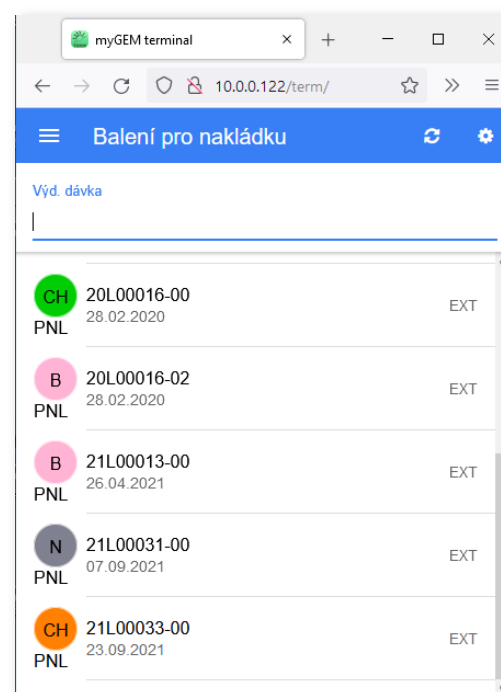 myGEM terminal
10.0.0.122/term/
Balení pro nakládku
Výd. dávka
CH 20L00016-00 EXT
PNL 28.02.2020
B 20L00016-02 EXT
PNL 28.02.2020
B 21L00013-00 EXT
PNL 26.04.2021
N 21L00031-00 EXT
PNL 07.09.2021
CH 21L00033-00 EXT
PNL 23.09.2021